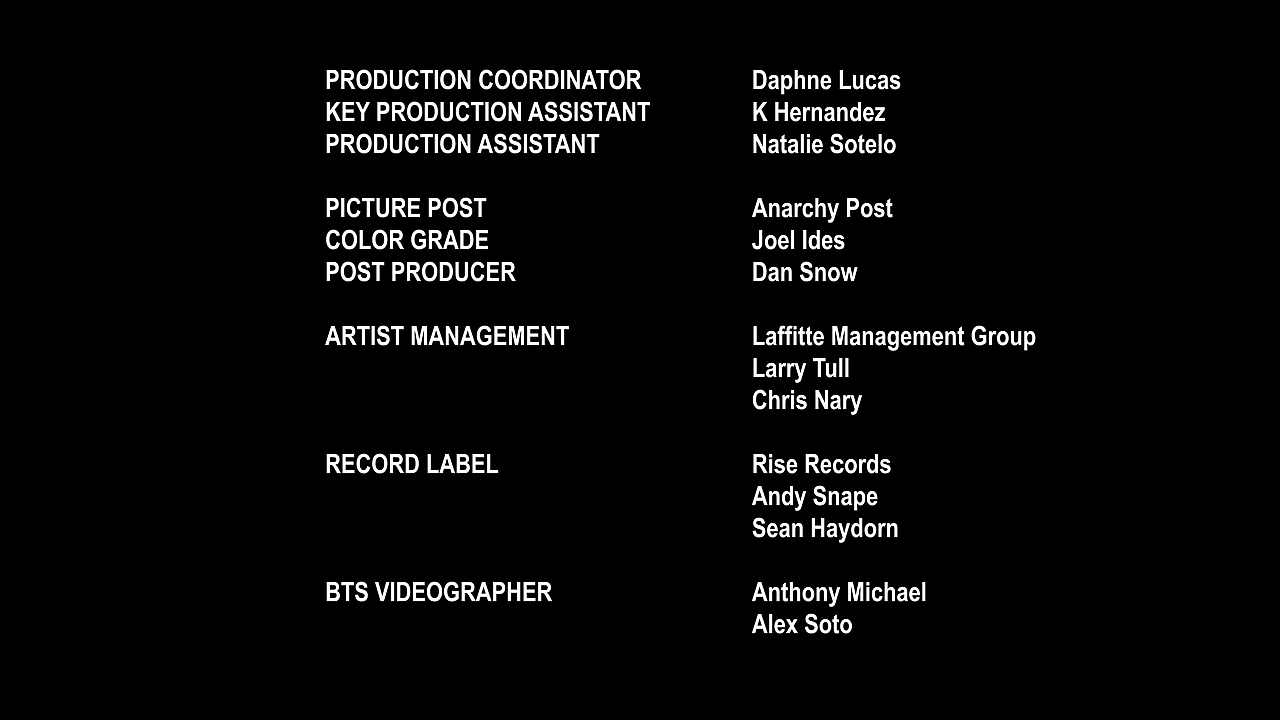 PRODUCTION COORDINATOR Daphne Lucas
KEY PRODUCTION ASSISTANT K Hernandez
PRODUCTION ASSISTANT Natalie Sotelo
PICTURE POST Anarchy Post
COLOR GRADE Joel Ides
POST PRODUCER Dan Snow
ARTIST MANAGEMENT Laffitte Management Group
Larry Tull
Chris Nary
RECORD LABEL Rise Records
Andy Snape
Sean Haydorn
BTS VIDEOGRAPHER Anthony Michael
Alex Soto